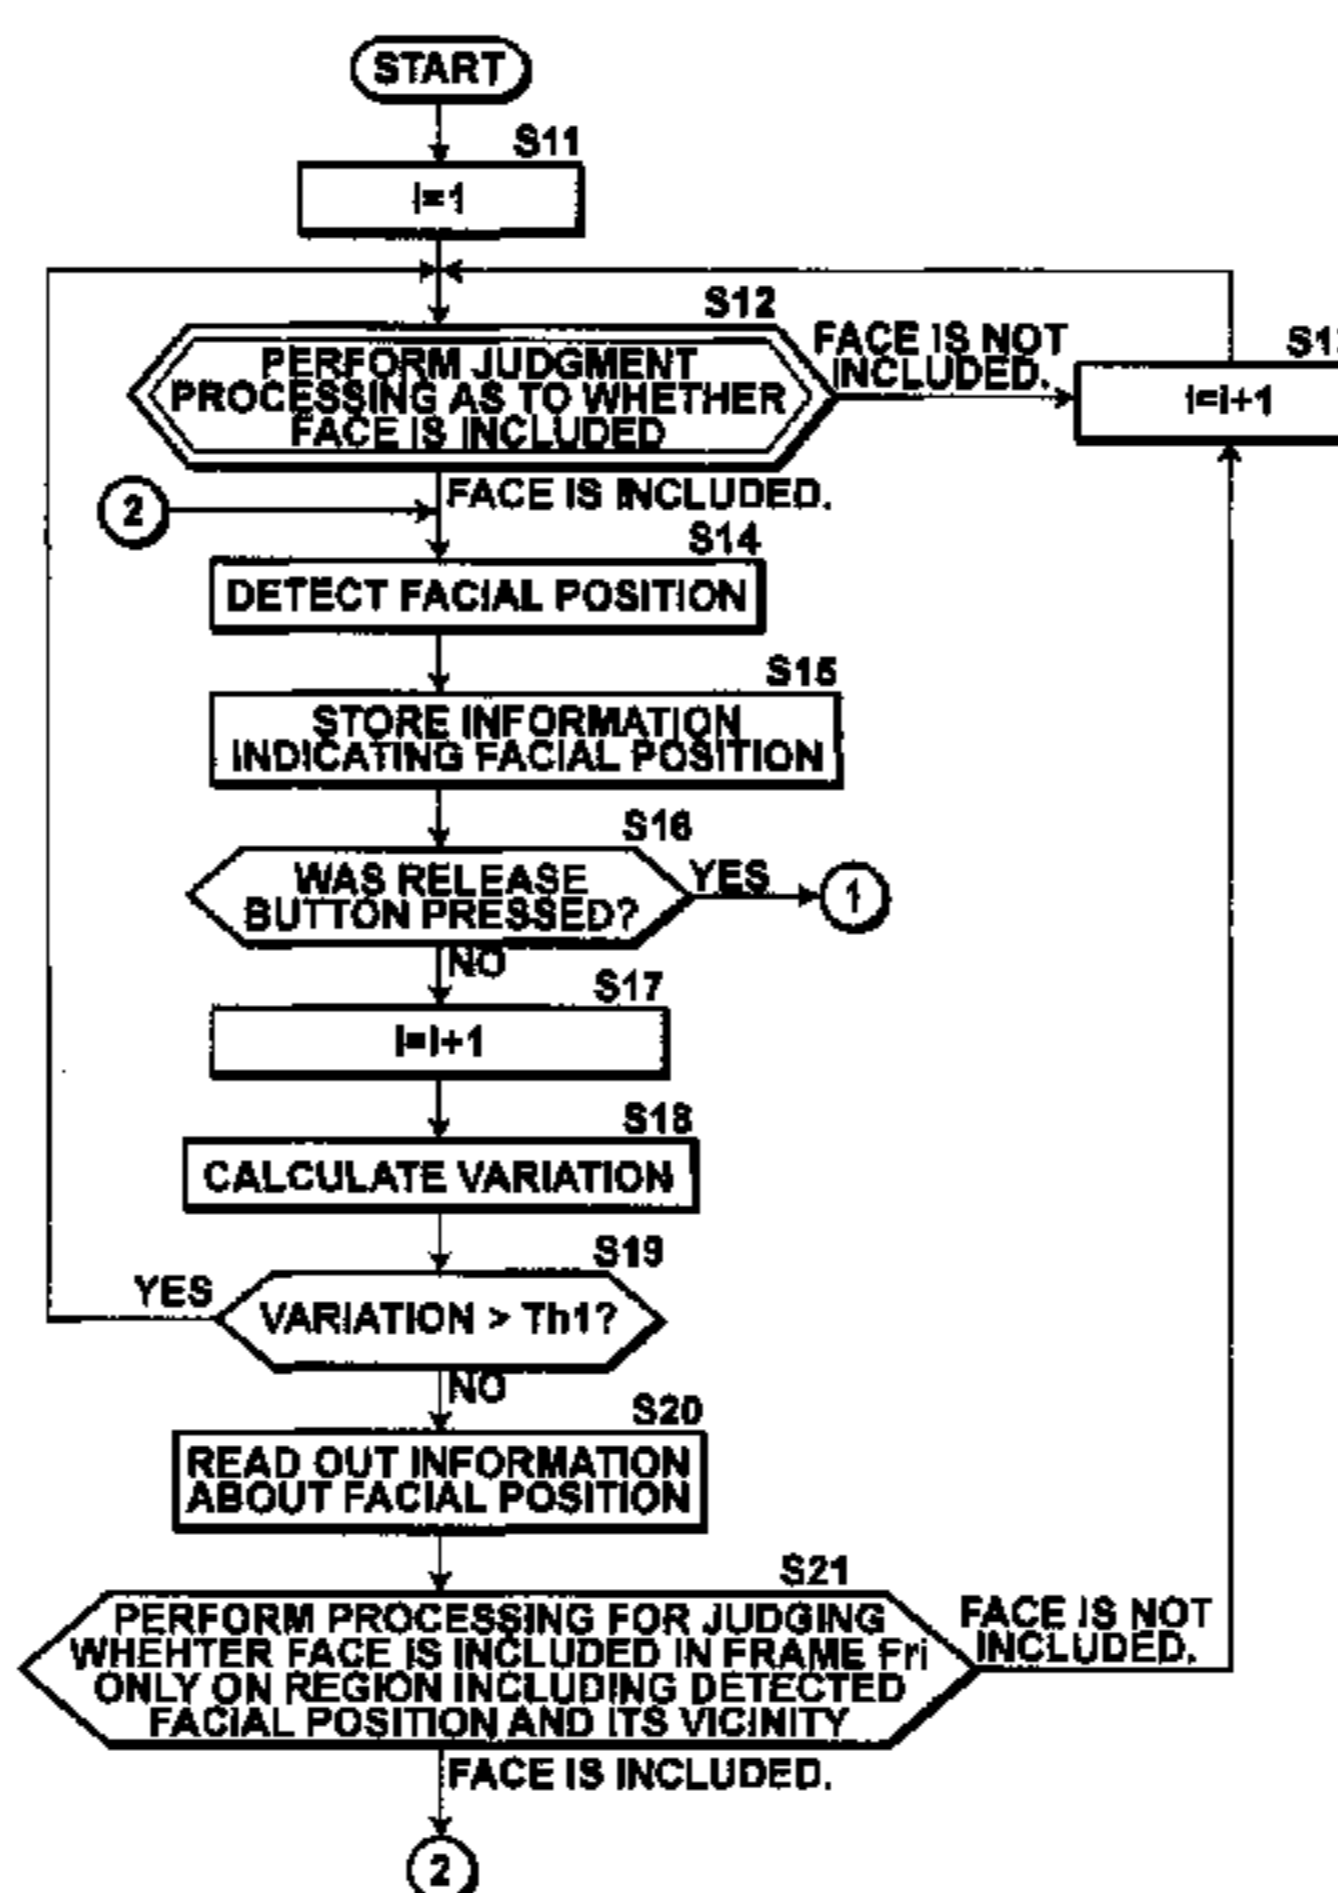 START
S11
i=1
S12
PERFORM JUDGMENT
PROCESSING AS TO WHETHER
FACE IS INCLUDED
FACE IS NOT
INCLUDED.
i=i+1
FACE IS INCLUDED.
2
S14
DETECT FACIAL POSITION
S15
STORE INFORMATION
INDICATING FACIAL POSITION
S16
WAS RELEASE
BUTTON PRESSED?
YES
1
NO
S17
i=i+1
S18
CALCULATE VARIATION
S19
YES
VARIATION > Th1?
NO
S20
READ OUT INFORMATION
ABOUT FACIAL POSITION
S21
PERFORM PROCESSING FOR JUDGING
WHEHTER FACE IS INCLUDED IN FRAME Fri
ONLY ON REGION INCLUDING DETECTED
FACIAL POSITION AND ITS VICINITY
FACE IS NOT
INCLUDED.
FACE IS INCLUDED.
2